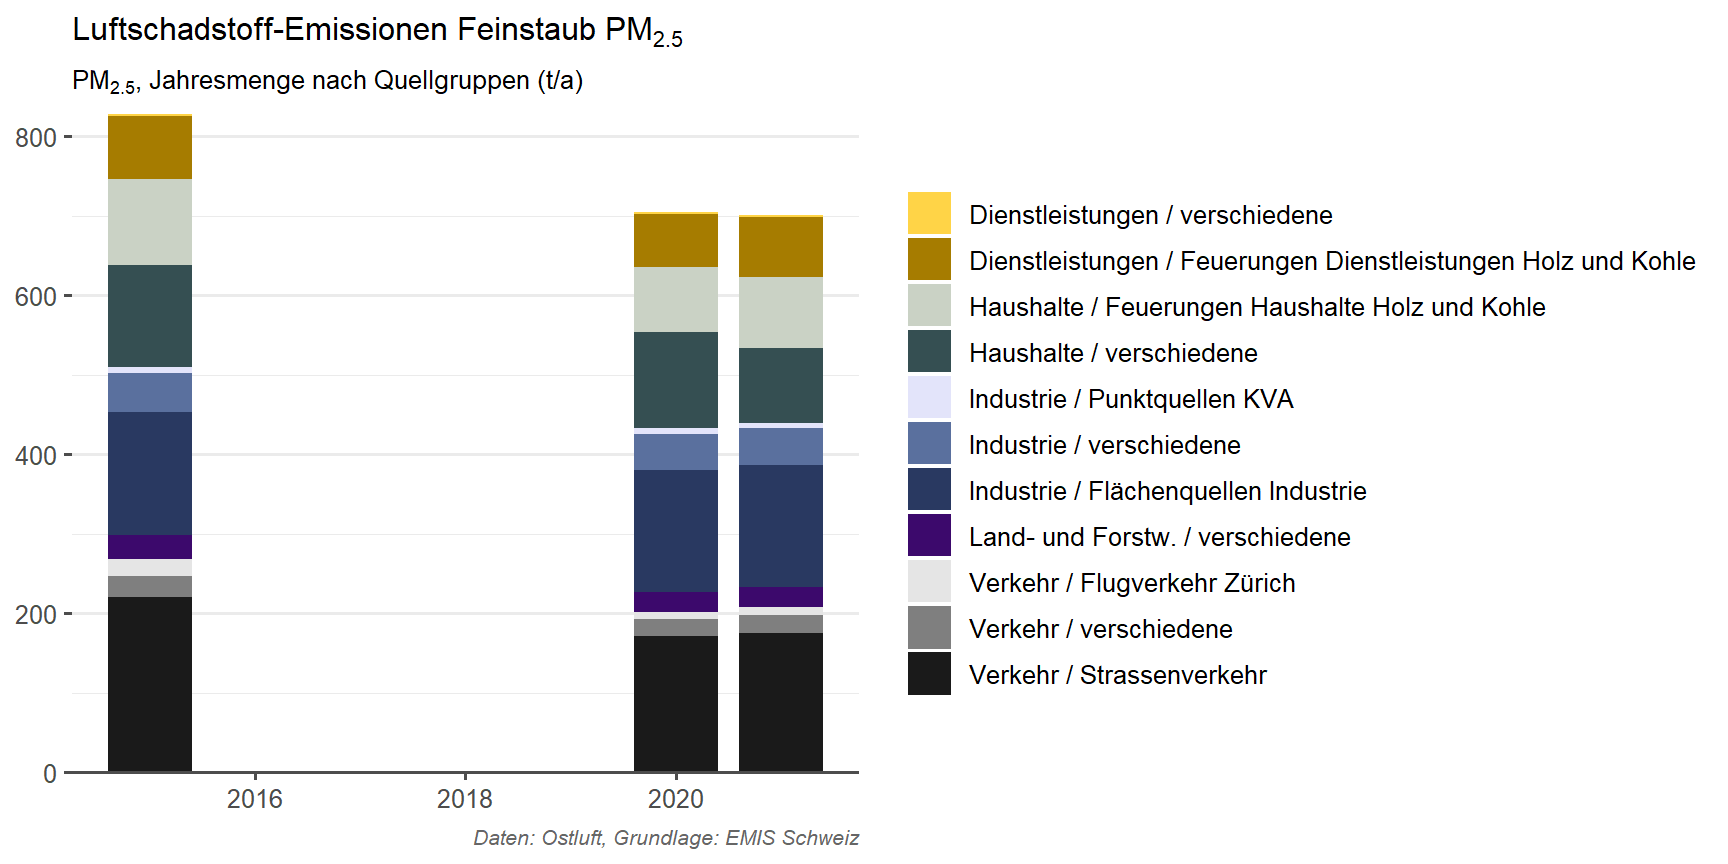 Luftschadstoff-Emissionen Feinstaub PM2.5
PM2.5, Jahresmenge nach Quellgruppen (t/a)
800
600
400
200
0
2016 2018 2020
Dienstleistungen / verschiedene
Dienstleistungen / Feuerungen Dienstleistungen Holz und Kohle
Haushalte / Feuerungen Haushalte Holz und Kohle
Haushalte / verschiedene
Industrie / Punktquellen KVA
Industrie / verschiedene
Industrie / Flächenquellen Industrie
Land- und Forstw. / verschiedene
Verkehr / Flugverkehr Zürich
Verkehr / verschiedene
Verkehr / Strassenverkehr
Daten: Ostluft, Grundlage: EMIS Schweiz